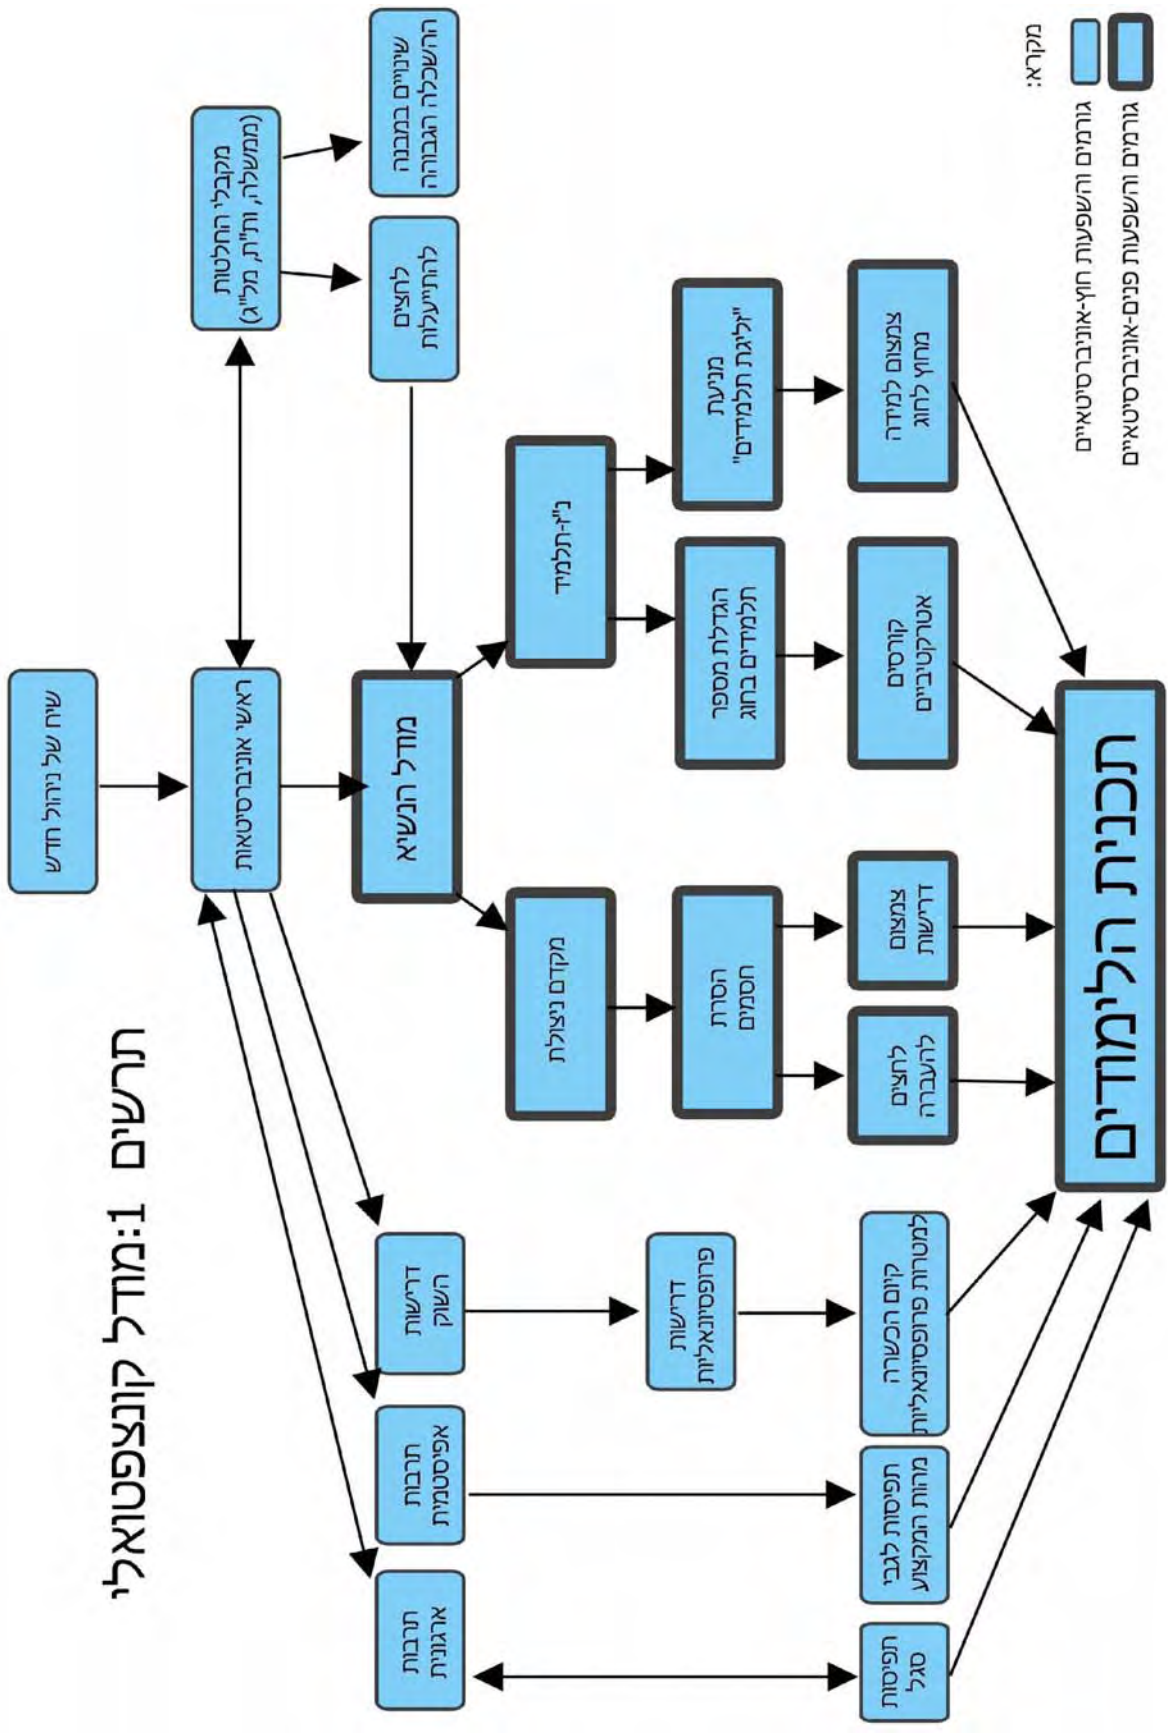 תרשים 1: מודל קונצפטואלי
שיח של ניהול חדש
מקבלי החלטות
(ממשלה, ות"ת, מל"ג)
ראשי אוניברסיטאות
שינויים במבנה
ההשכלה הגבוהה
לחצים
להתייעלות
מודל הנשיא
דרישות
השוק
תרבות
אפיסטמית
תרבות
ארגונית
נ"ז-תלמיד
מקדם ניצולת
מניעת
"זליגת תלמידים"
הגדלת מספר
תלמידים בחוג
הסרת
חסמים
דרישות
פרופסיונאליות
צמצום למידה
מחוץ לחוג
קורסים
אטרקטיביים
צמצום
דרישות
לחצים
להעברה
קיום הכשרה
למטרות פרופסיונאליות
תפיסות לגבי
מהות המקצוע
תפיסות
סגל
תכנית הלימודים
מקרא:
גורמים והשפעות חוץ-אוניברסיטאיים
גורמים והשפעות פנים-אוניברסיטאיים